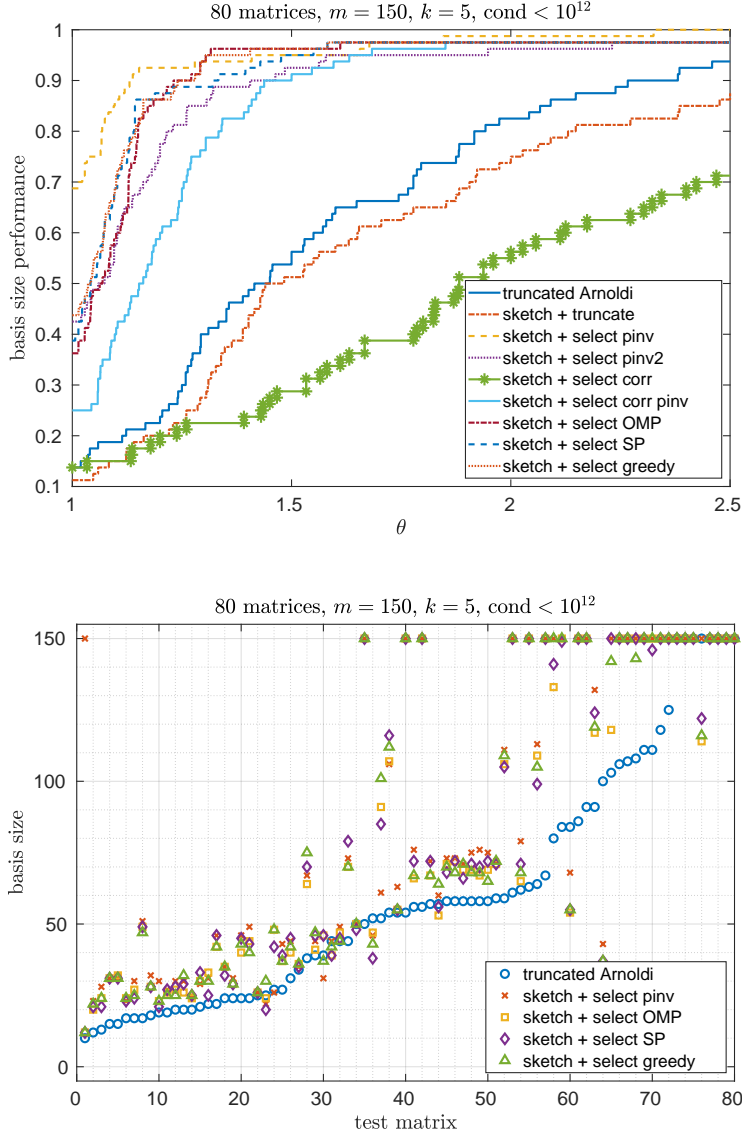 80 matrices, m = 150, k = 5, cond < 10^12
basis size performance
1
0.9
0.8
0.7
0.6
0.5
0.4
0.3
0.2
0.1
truncated Arnoldi
sketch + truncate
sketch + select pinv
sketch + select pinv2
sketch + select corr
sketch + select corr pinv
sketch + select OMP
sketch + select SP
sketch + select greedy
1 1.5 2 2.5
θ
80 matrices, m = 150, k = 5, cond < 10^12
basis size
150
100
50
0
truncated Arnoldi
sketch + select pinv
sketch + select OMP
sketch + select SP
sketch + select greedy
0 10 20 30 40 50 60 70 80
test matrix